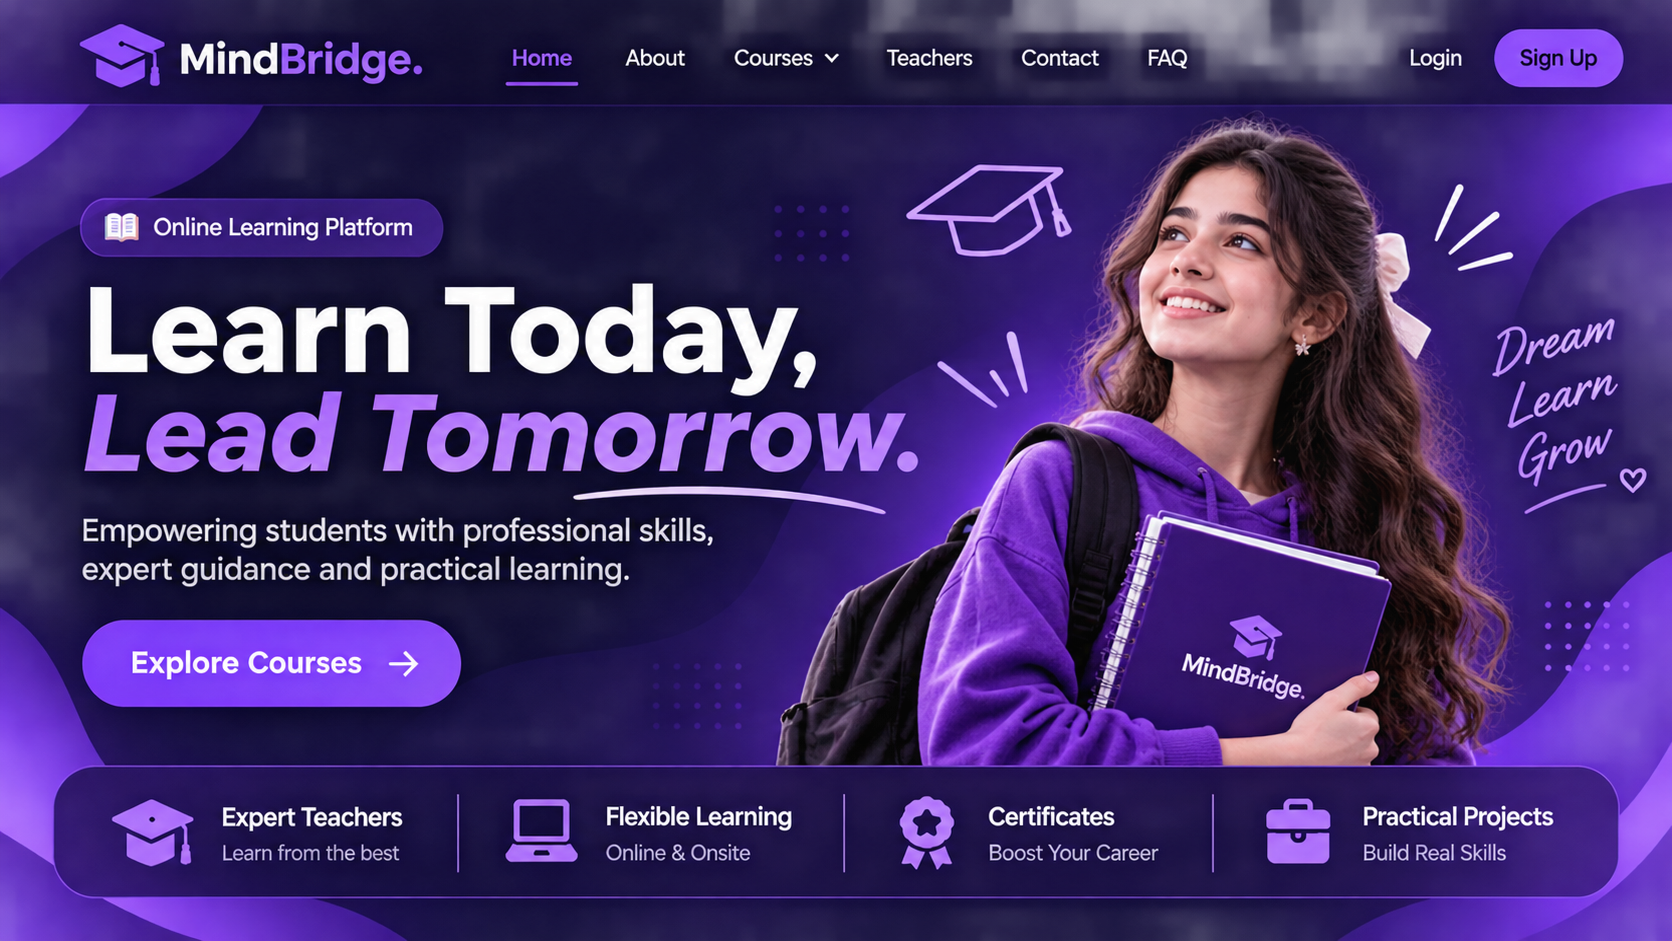 MindBridge.
Home
About
Courses
Teachers
Contact
FAQ
Login
Sign Up
Online Learning Platform
Learn Today,
Lead Tomorrow.
Empowering students with professional skills,
expert guidance and practical learning.
Explore Courses
Dream
Learn
Grow
MindBridge.
Expert Teachers
Learn from the best
Flexible Learning
Online & Onsite
Certificates
Boost Your Career
Practical Projects
Build Real Skills